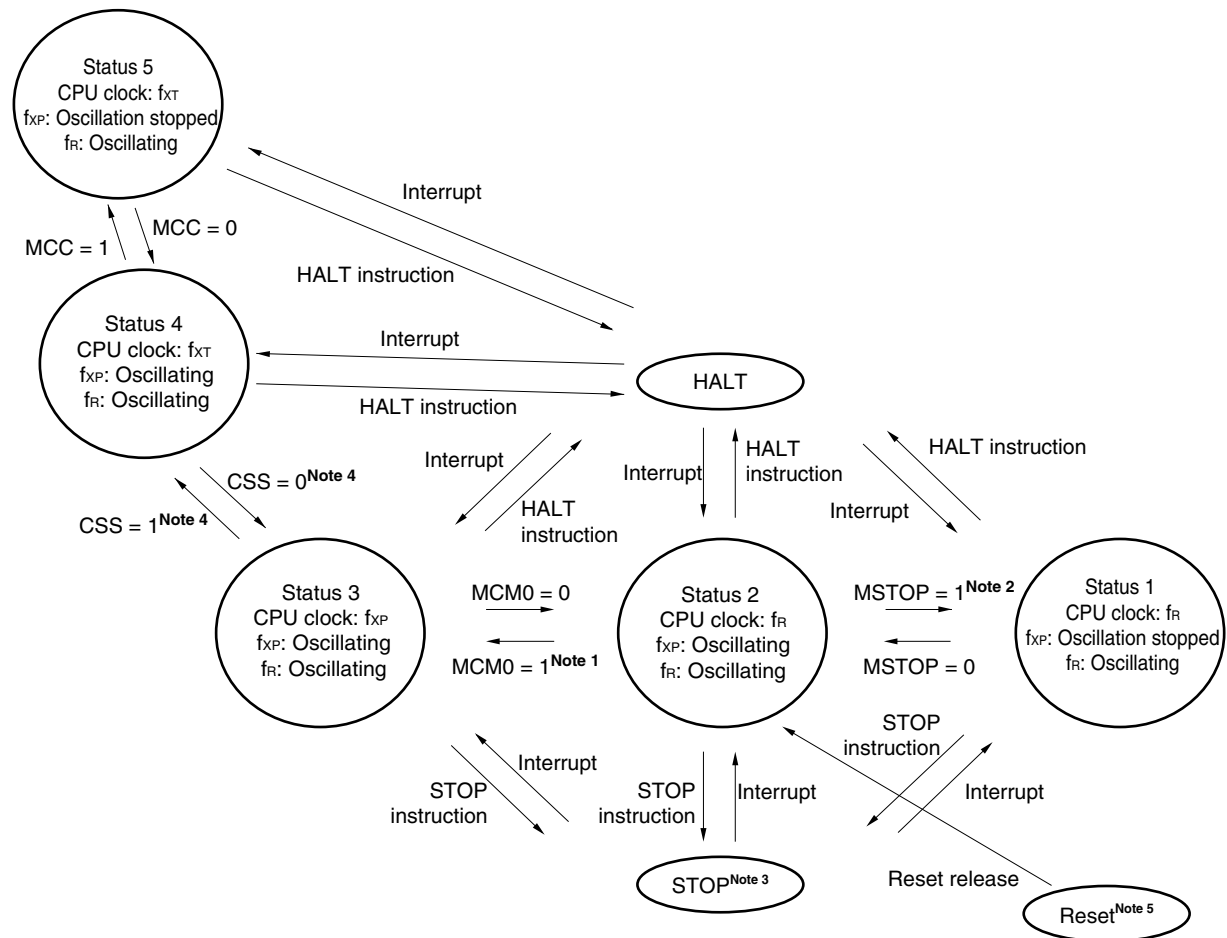 Status 5
CPU clock: fXT
fXP: Oscillation stopped
fR: Oscillating
Interrupt
MCC = 1
MCC = 0
HALT instruction
Status 4
CPU clock: fXT
fXP: Oscillating
fR: Oscillating
Interrupt
HALT instruction
HALT
CSS = 0Note 4
CSS = 1Note 4
Interrupt
HALT
instruction
Interrupt
HALT
instruction
HALT instruction
Interrupt
Status 3
CPU clock: fXP
fXP: Oscillating
fR: Oscillating
MCM0 = 0
MCM0 = 1Note 1
Status 2
CPU clock: fR
fXP: Oscillating
fR: Oscillating
MSTOP = 1Note 2
MSTOP = 0
Status 1
CPU clock: fR
fXP: Oscillation stopped
fR: Oscillating
STOP
instruction
Interrupt
STOP
instruction
Interrupt
STOP
instruction
Interrupt
STOPNote 3
Reset release
ResetNote 5